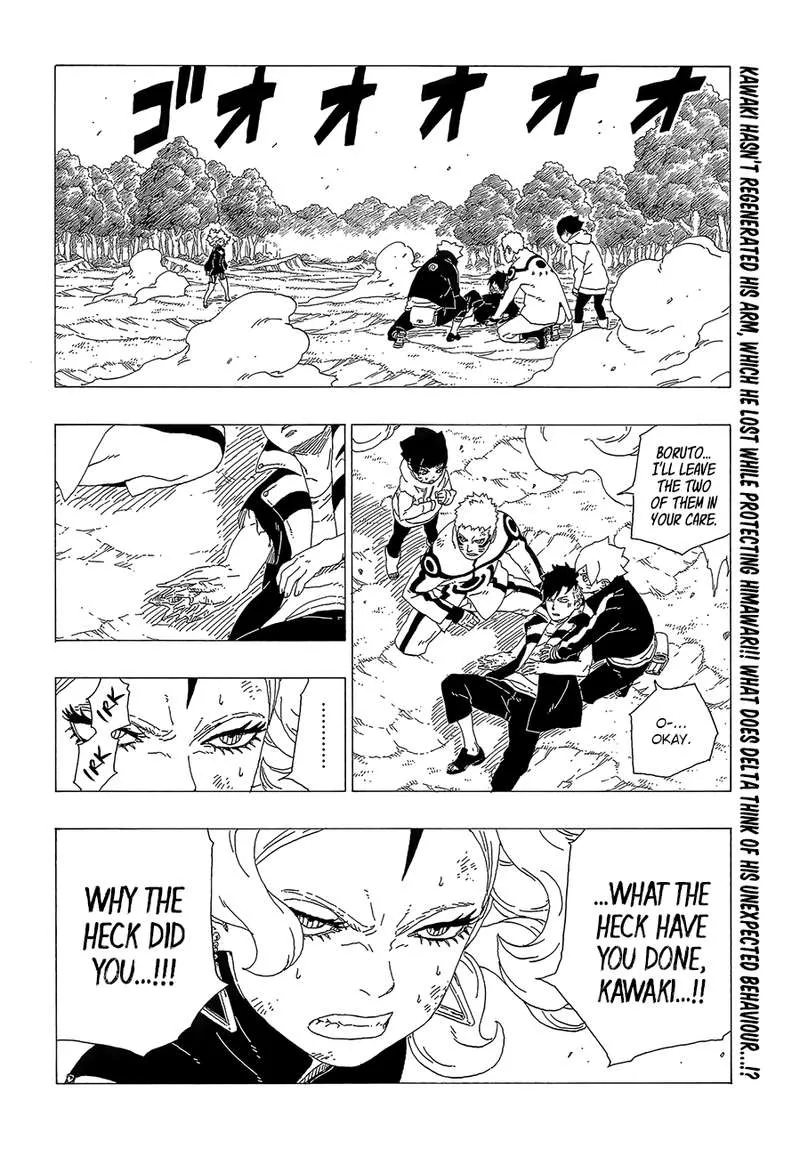 ゴオオオオオ
KAWAKI HASN'T REGENERATED HIS ARM, WHICH HE LOST WHILE PROTECTING HIMAWARI!! WHAT DOES DELTA THINK OF HIS UNEXPECTED BEHAVIOUR...!?
BORUTO...
I'LL LEAVE
THE TWO
OF THEM IN
YOUR CARE.
O-...
OKAY.
.........
IRK
IRK
...WHAT THE
HECK HAVE
YOU DONE,
KAWAKI...!!
WHY THE
HECK DID
YOU...!!!